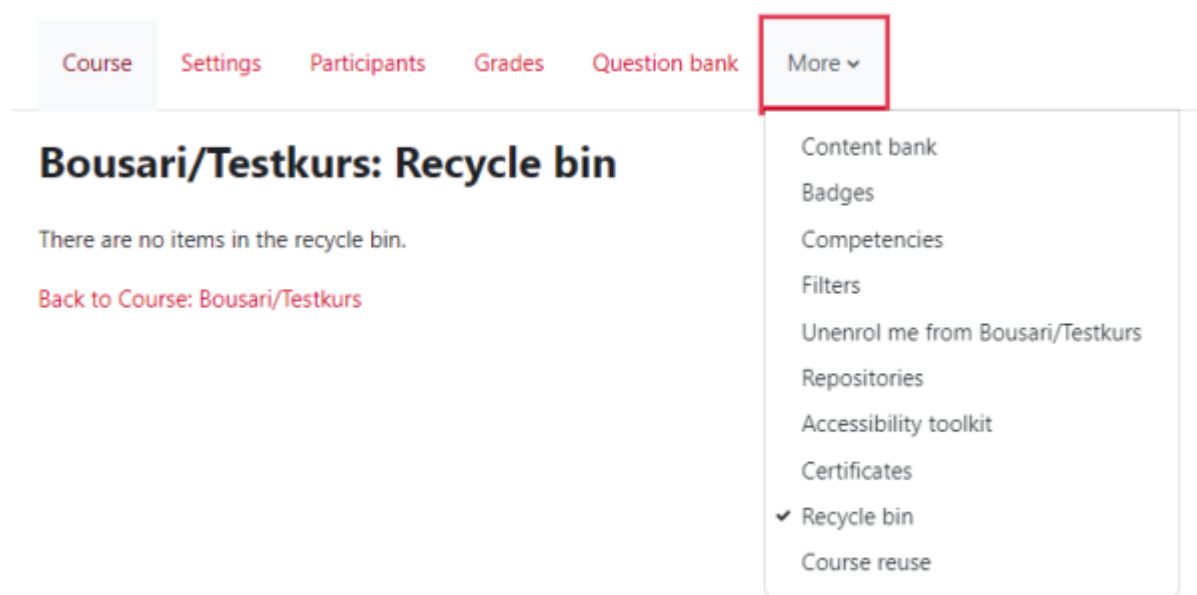 Course Settings Participants Grades Question bank More
Bousari/Testkurs: Recycle bin
There are no items in the recycle bin.
Back to Course: Bousari/Testkurs
Content bank
Badges
Competencies
Filters
Unenrol me from Bousari/Testkurs
Repositories
Accessibility toolkit
Certificates
Recycle bin
Course reuse